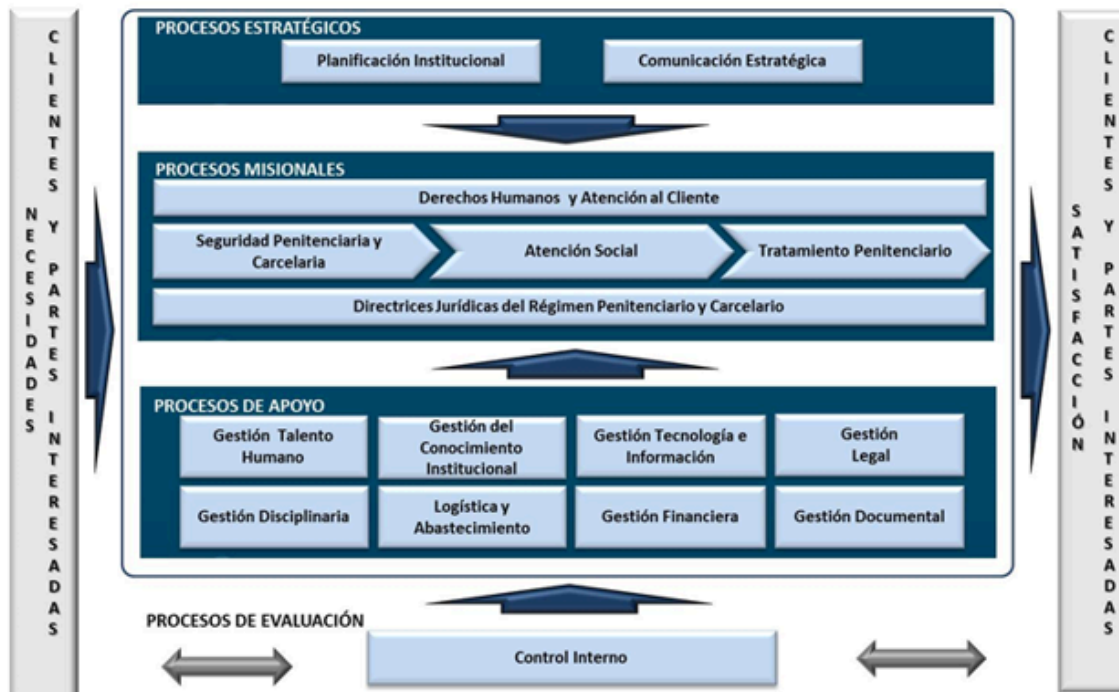 CLIENTES Y PARTES INTERESADAS
NECESIDADES
PROCESOS ESTRATÉGICOS
Planificación Institucional
Comunicación Estratégica
PROCESOS MISIONALES
Derechos Humanos y Atención al Cliente
Seguridad Penitenciaria y
Carcelaria
Atención Social
Tratamiento Penitenciario
Directrices Jurídicas del Régimen Penitenciario y Carcelario
PROCESOS DE APOYO
Gestión Talento
Humano
Gestión del
Conocimiento
Institucional
Gestión Tecnología e
Información
Gestión
Legal
Gestión Disciplinaria
Logística y
Abastecimiento
Gestión Financiera
Gestión Documental
PROCESOS DE EVALUACIÓN
Control Interno
CLIENTES Y PARTES INTERESADAS
SATISFACCIÓN